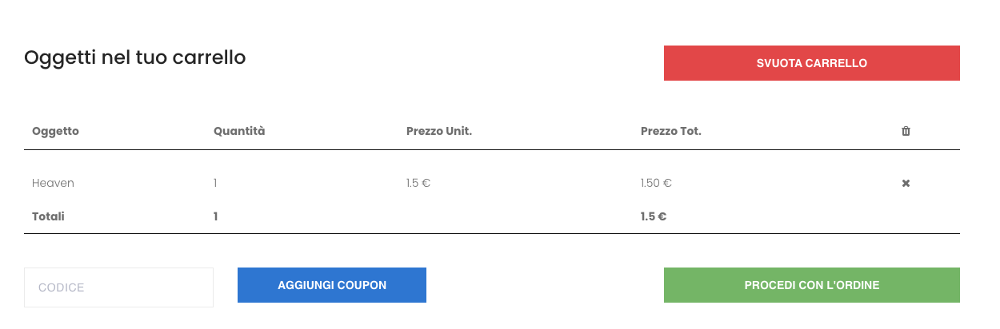 Oggetti nel tuo carrello
SVUOTA CARRELLO
Oggetto Quantità Prezzo Unit. Prezzo Tot.
Heaven 1 1.5 € 1.50 €
Totali 1 1.5 €
CODICE AGGIUNGI COUPON PROCEDI CON L'ORDINE